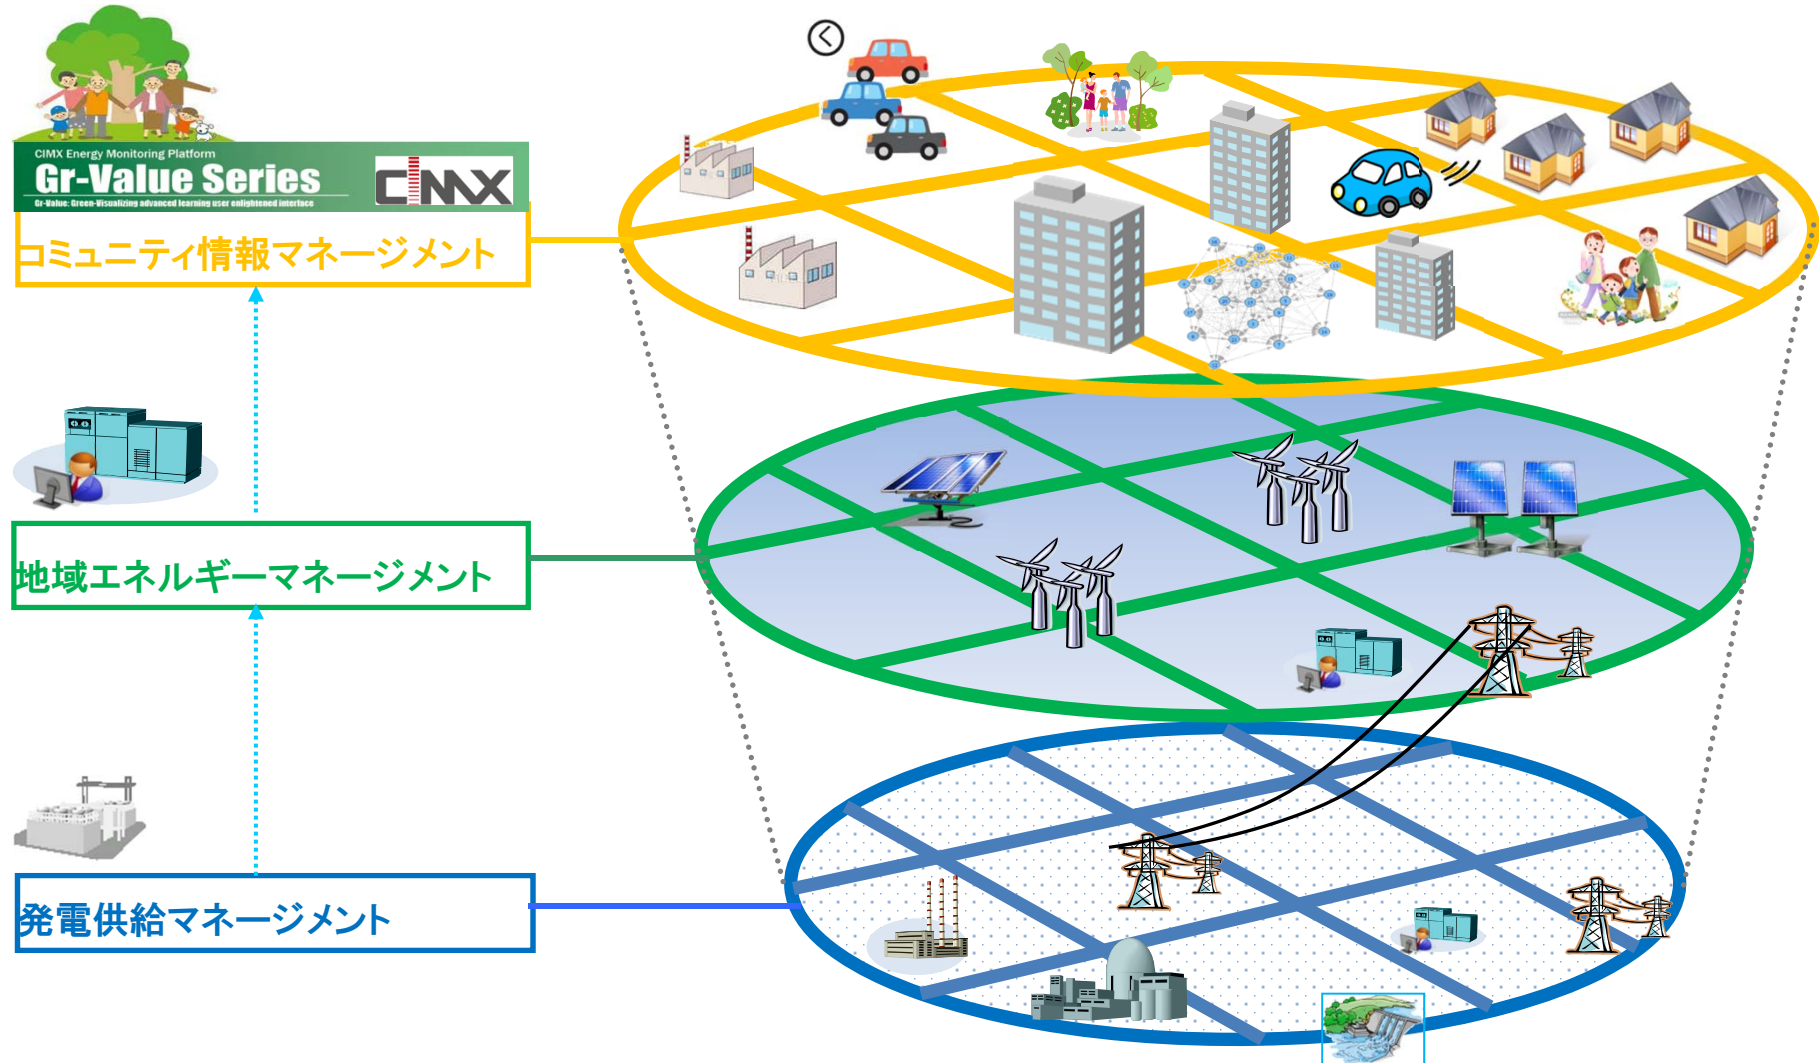 CIMX Energy Monitoring Platform
Gr-Value Series
Gr-Value: Green-Visualizing advanced learning user enlightened interface
CIMX
コミュニティ情報マネージメント
地域エネルギーマネージメント
発電供給マネージメント